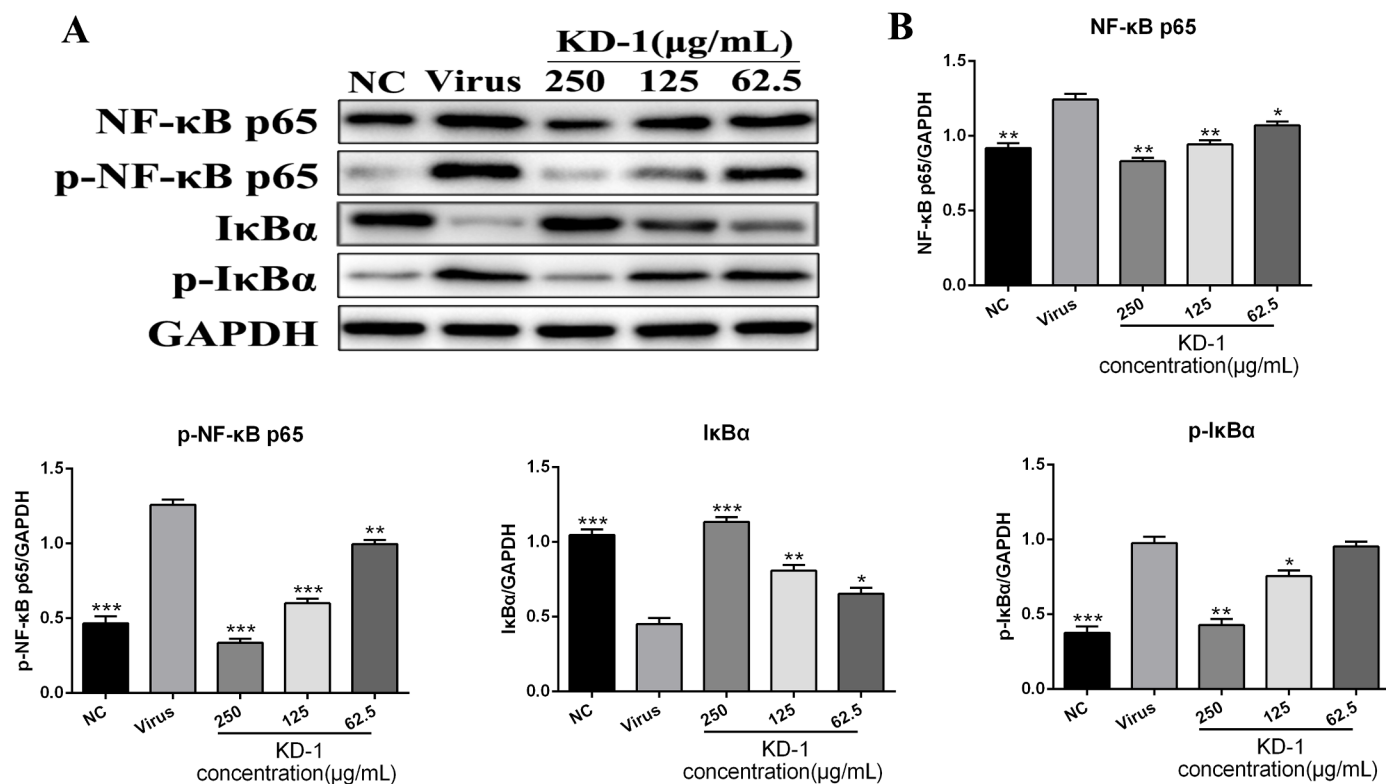 A
KD-1(μg/mL)
NC Virus 250 125 62.5
NF-κB p65
p-NF-κB p65
IκBα
p-IκBα
GAPDH
B
NF-κB p65
NF-κB p65/GAPDH
1.5
1.0
0.5
0.0
** ** ** *
NC Virus 250 125 62.5
KD-1
concentration(μg/mL)
p-NF-κB p65
p-NF-κB p65/GAPDH
1.5
1.0
0.5
0.0
*** *** *** **
NC Virus 250 125 62.5
KD-1
concentration(μg/mL)
IκBα
IκBα/GAPDH
1.5
1.0
0.5
0.0
*** *** ** *
NC Virus 250 125 62.5
KD-1
concentration(μg/mL)
p-IκBα
p-IκBα/GAPDH
1.5
1.0
0.5
0.0
*** ** *
NC Virus 250 125 62.5
KD-1
concentration(μg/mL)